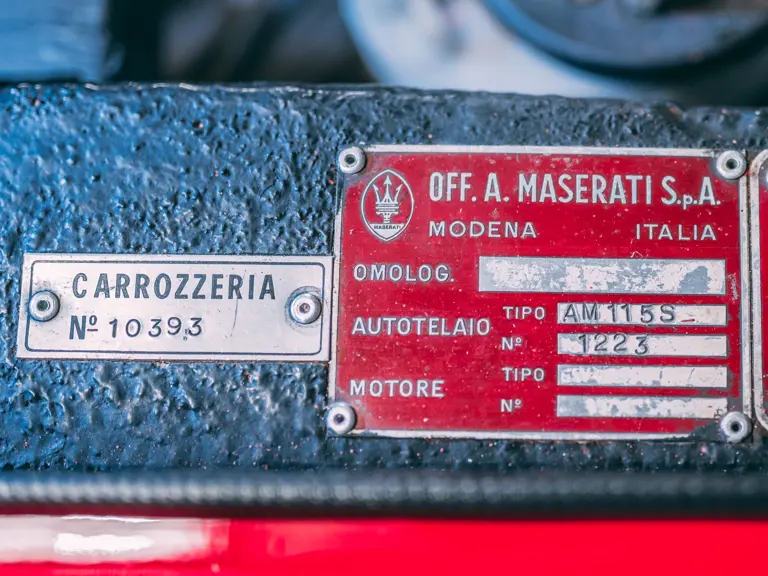 CARROZZERIA
Nº 10393
MASERATI
OFF. A. MASERATI S.p.A.
MODENA ITALIA
OMOLOG.
AUTOTELAIO TIPO AM115S
Nº 1223
MOTORE TIPO
Nº